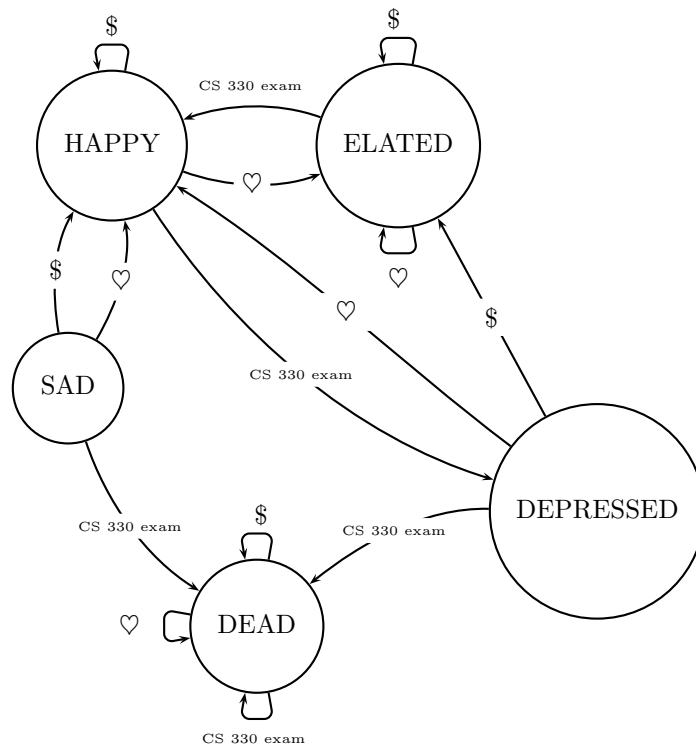 $
$
CS 330 exam
HAPPY
ELATED
♡
$
♡
♡
♡
$
CS 330 exam
SAD
DEPRESSED
$
CS 330 exam
CS 330 exam
♡
DEAD
CS 330 exam